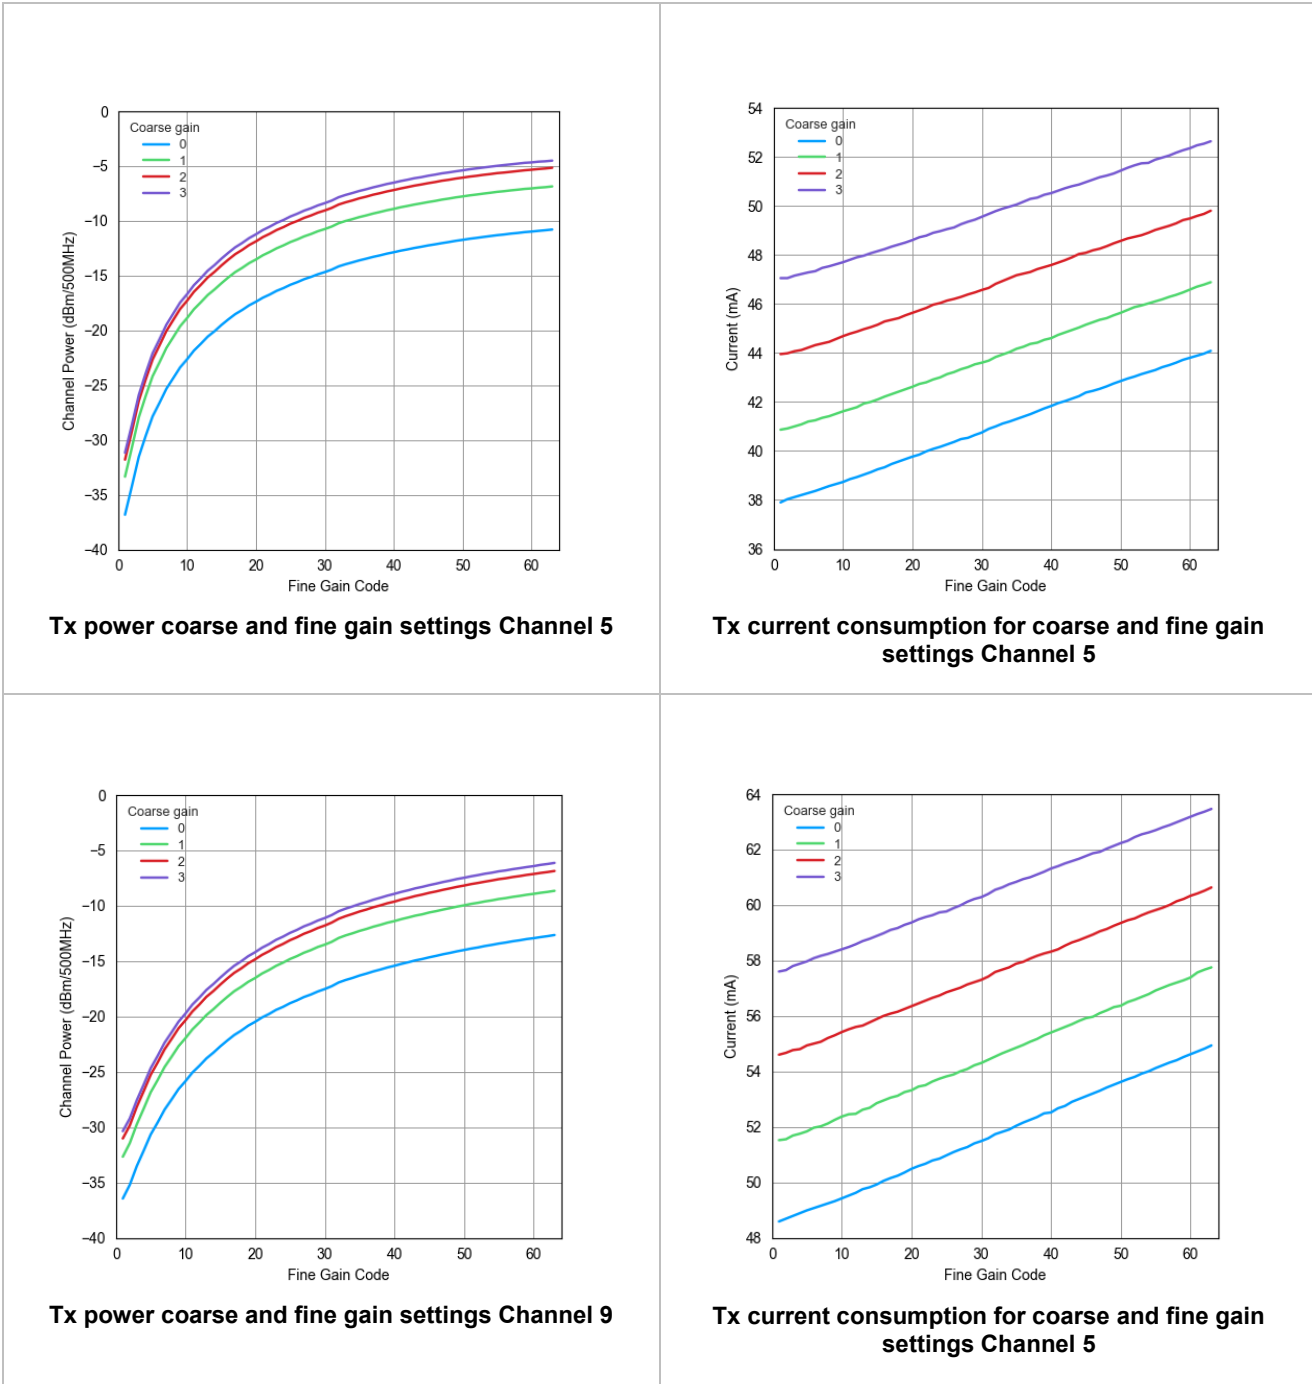 0
−5
−10
−15
−20
−25
−30
−35
−40
Channel Power (dBm/500MHz)
Coarse gain
0
1
2
3
0 10 20 30 40 50 60
Fine Gain Code
Tx power coarse and fine gain settings Channel 5
54
52
50
48
46
44
42
40
38
36
Current (mA)
Coarse gain
0
1
2
3
0 10 20 30 40 50 60
Fine Gain Code
Tx current consumption for coarse and fine gain
settings Channel 5
0
−5
−10
−15
−20
−25
−30
−35
−40
Channel Power (dBm/500MHz)
Coarse gain
0
1
2
3
0 10 20 30 40 50 60
Fine Gain Code
Tx power coarse and fine gain settings Channel 9
64
62
60
58
56
54
52
50
48
Current (mA)
Coarse gain
0
1
2
3
0 10 20 30 40 50 60
Fine Gain Code
Tx current consumption for coarse and fine gain
settings Channel 5